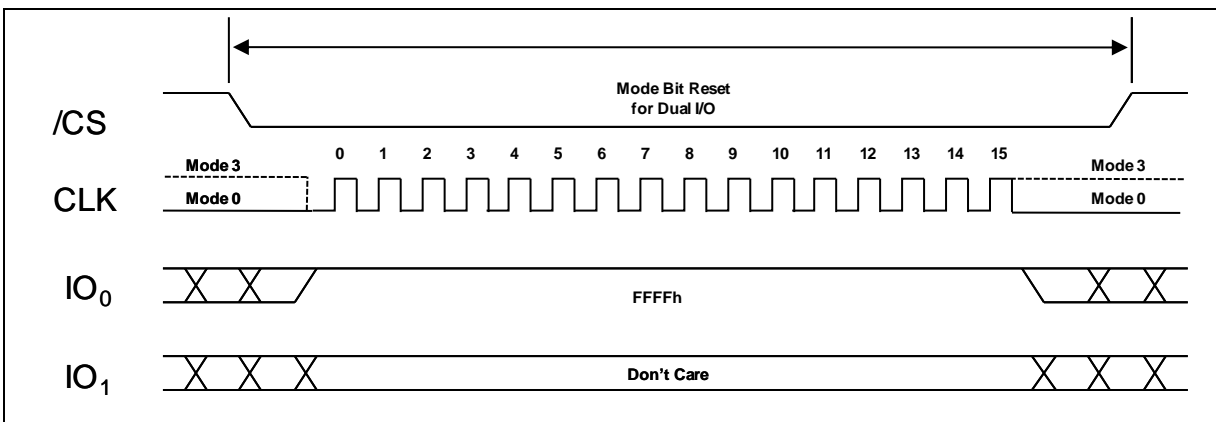 Mode Bit Reset
for Dual I/O
/CS
0 1 2 3 4 5 6 7 8 9 10 11 12 13 14 15
Mode 3 Mode 3
CLK
Mode 0 Mode 0
IO0
FFFFh
IO1
Don't Care